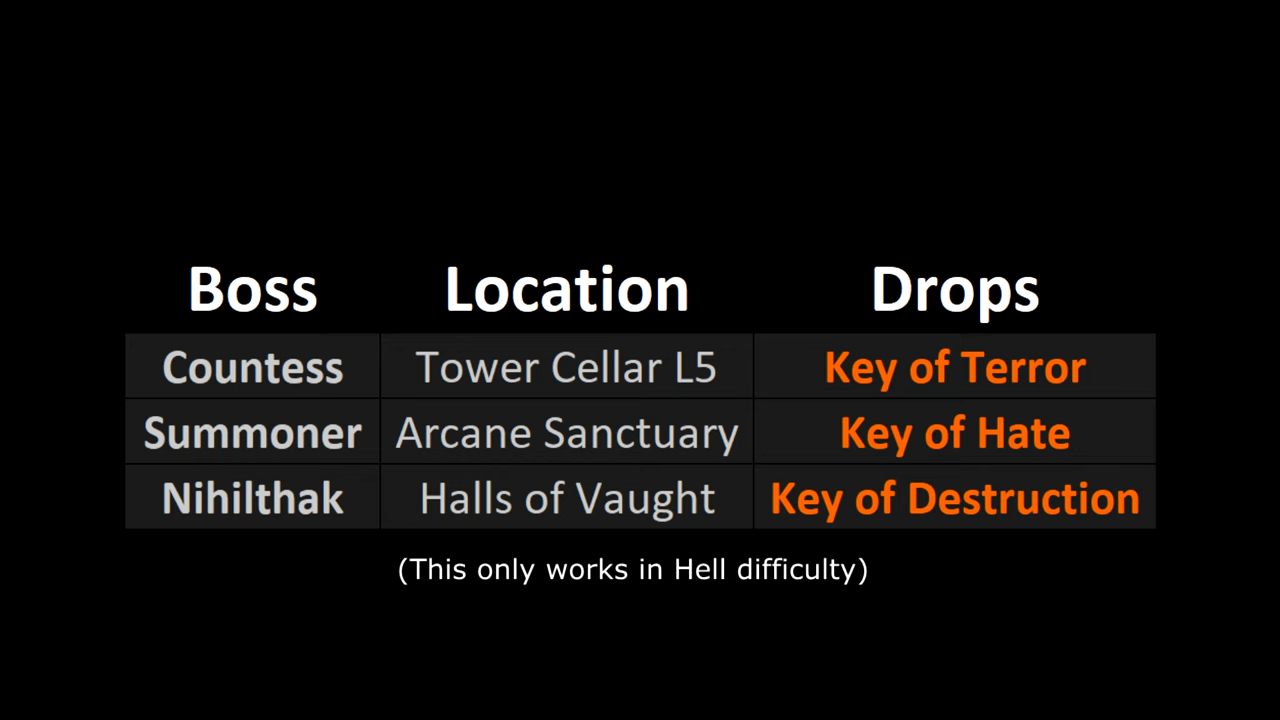 Boss Location Drops
Countess Tower Cellar L5 Key of Terror
Summoner Arcane Sanctuary Key of Hate
Nihilthak Halls of Vaught Key of Destruction
(This only works in Hell difficulty)